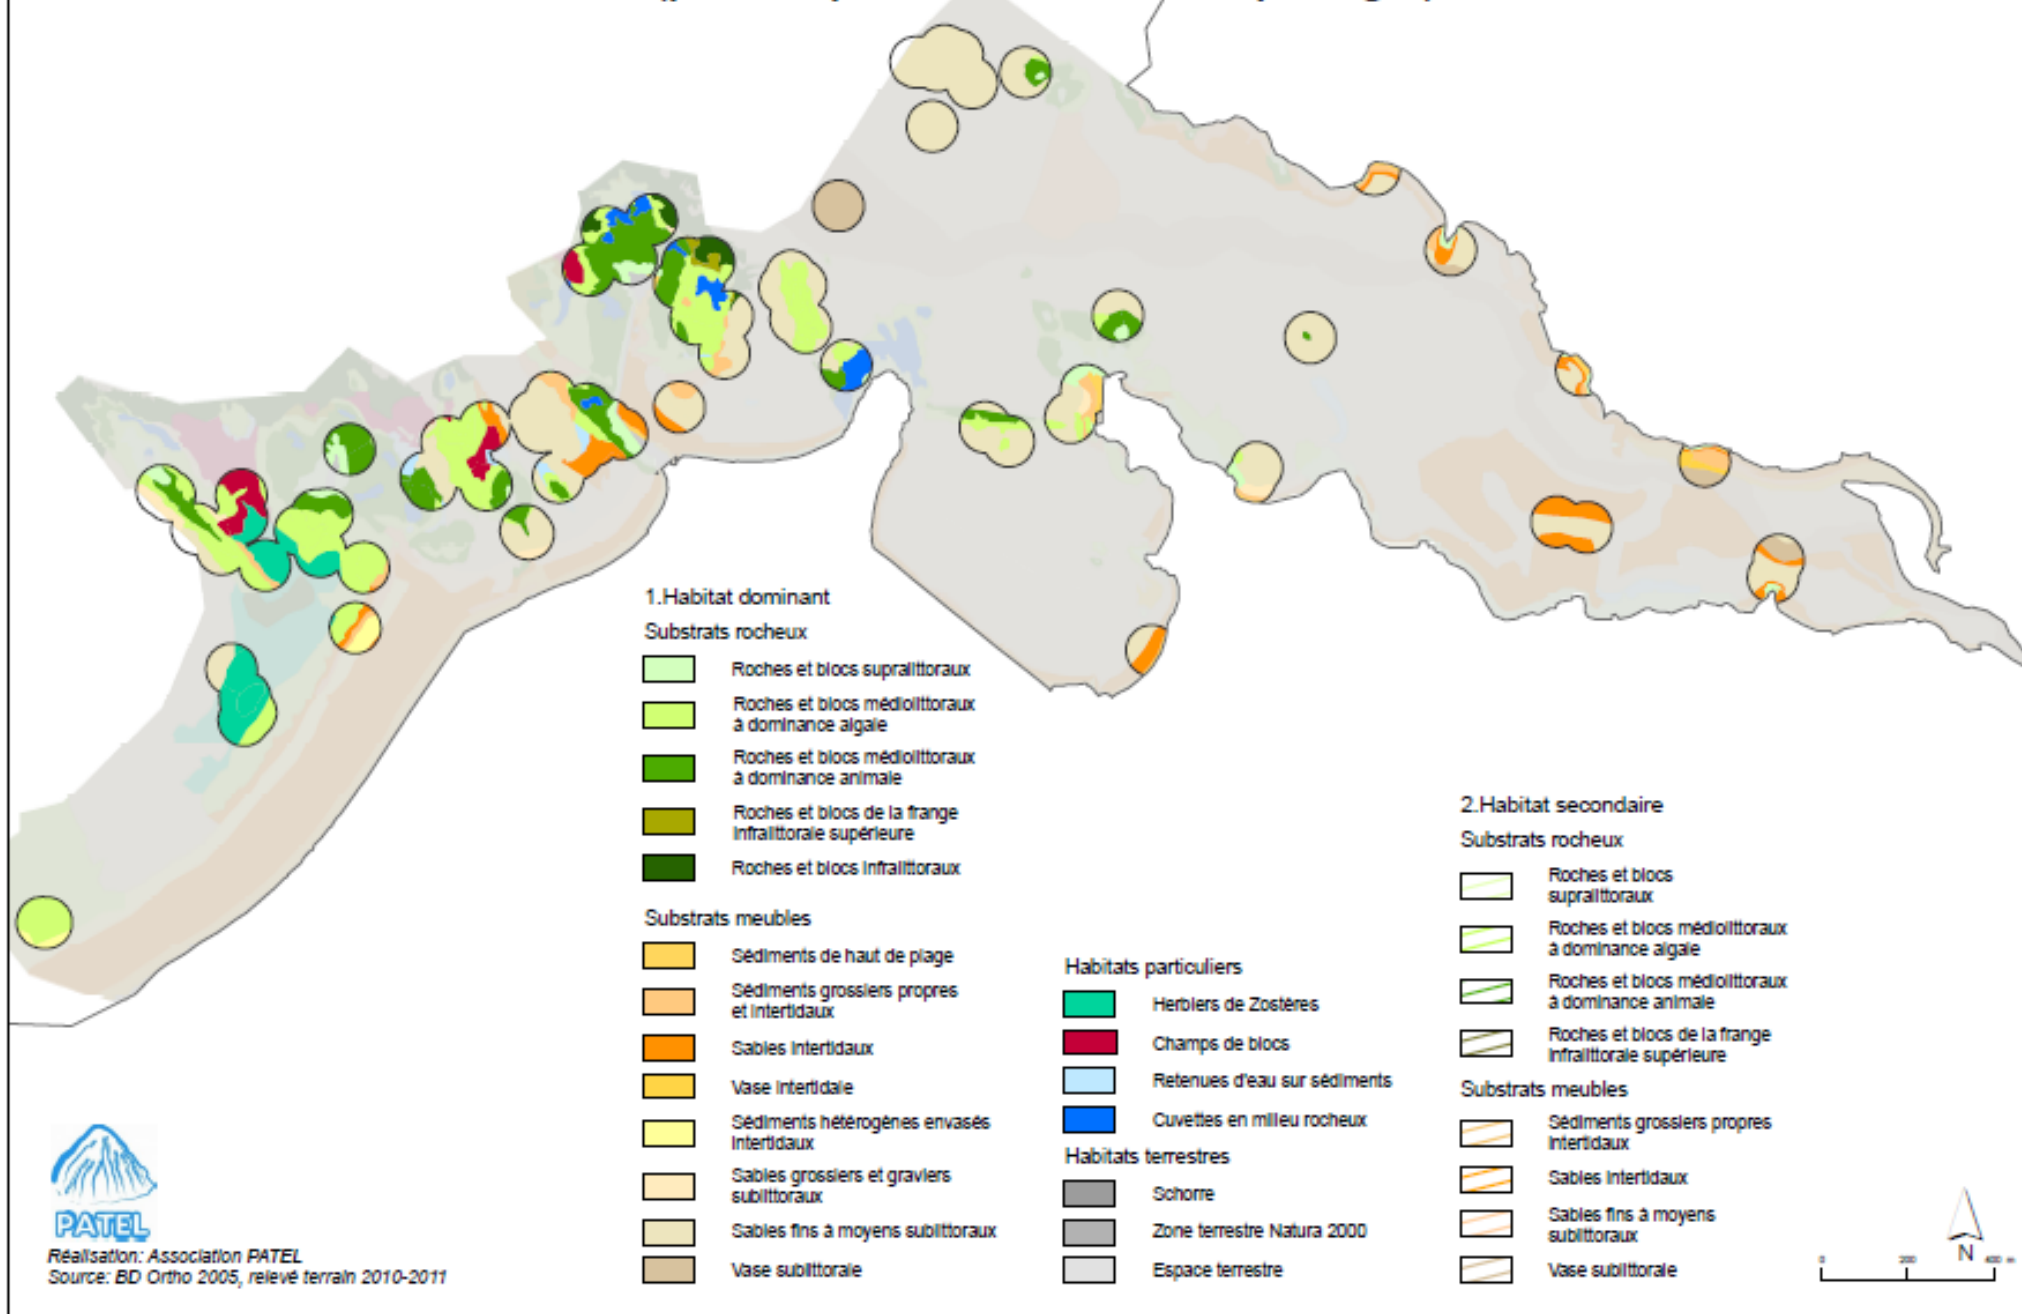 1.Habitat dominant
Substrats rocheux
Roches et blocs supralittoraux
Roches et blocs médiolittoraux
à dominance algale
Roches et blocs médiolittoraux
à dominance animale
Roches et blocs de la frange
infralittorale supérieure
Roches et blocs infralittoraux
Substrats meubles
Sédiments de haut de plage
Sédiments grossiers propres
et intertidaux
Sables intertidaux
Vase intertidale
Sédiments hétérogènes envasés
intertidaux
Sables grossiers et graviers
sublittoraux
Sables fins à moyens sublittoraux
Vase sublittorale
Habitats particuliers
Herbiers de Zostères
Champs de blocs
Retenues d'eau sur sédiments
Cuvettes en milieu rocheux
Habitats terrestres
Schorre
Zone terrestre Natura 2000
Espace terrestre
2.Habitat secondaire
Substrats rocheux
Roches et blocs
supralittoraux
Roches et blocs médiolittoraux
à dominance algale
Roches et blocs médiolittoraux
à dominance animale
Roches et blocs de la frange
infralittorale supérieure
Substrats meubles
Sédiments grossiers propres
intertidaux
Sables intertidaux
Sables fins à moyens
sublittoraux
Vase sublittorale
PATEL
Réalisation: Association PATEL
Source: BD Ortho 2005, relevé terrain 2010-2011
N
0 200 400 m